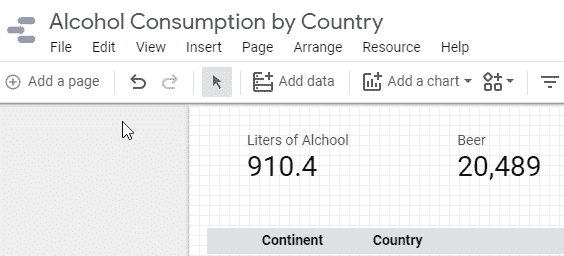 Alcohol Consumption by Country
File Edit View Insert Page Arrange Resource Help
Add a page Add data Add a chart
Liters of Alchool Beer
910.4 20,489
Continent Country